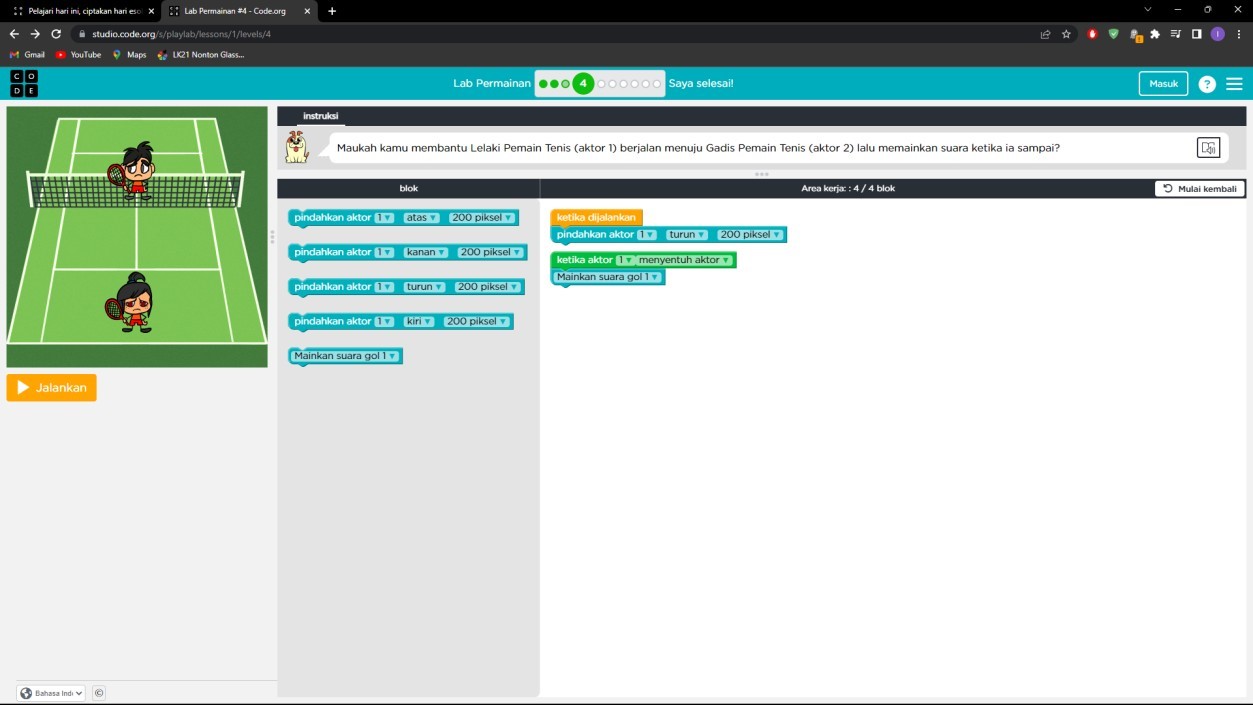 Pelajari hari ini, ciptakan hari eso
Lab Permainan #4 - Code.org
studio.code.org/s/playlab/lessons/1/levels/4
Gmail
YouTube
Maps
LK21 Nonton Glass...
C O
D E
Lab Permainan
4
Saya selesai!
Masuk
?
instruksi
Maukah kamu membantu Lelaki Pemain Tenis (aktor 1) berjalan menuju Gadis Pemain Tenis (aktor 2) lalu memainkan suara ketika ia sampai?
blok
Area kerja: : 4 / 4 blok
Mulai kembali
pindahkan aktor 1 atas 200 piksel
pindahkan aktor 1 kanan 200 piksel
pindahkan aktor 1 turun 200 piksel
pindahkan aktor 1 kiri 200 piksel
Mainkan suara gol 1
ketika dijalankan
pindahkan aktor 1 turun 200 piksel
ketika aktor 1 menyentuh aktor
Mainkan suara gol 1
Jalankan
Bahasa Ind
©